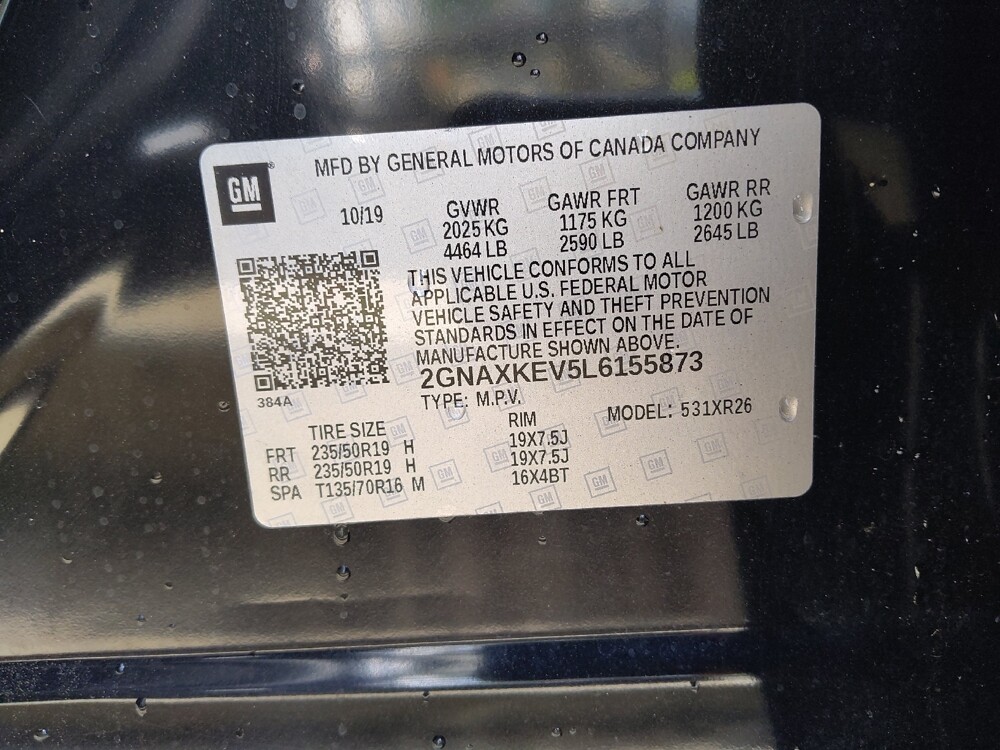 GM
MFD BY GENERAL MOTORS OF CANADA COMPANY
10/19
GVWR GAWR FRT GAWR RR
2025 KG 1175 KG 1200 KG
4464 LB 2590 LB 2645 LB
THIS VEHICLE CONFORMS TO ALL
APPLICABLE U.S. FEDERAL MOTOR
VEHICLE SAFETY AND THEFT PREVENTION
STANDARDS IN EFFECT ON THE DATE OF
MANUFACTURE SHOWN ABOVE.
2GNAXKEV5L6155873
384A
TYPE: M.P.V. MODEL: 531XR26
TIRE SIZE RIM
FRT 235/50R19 H 19X7.5J
RR 235/50R19 H 19X7.5J
SPA T135/70R16 M 16X4BT